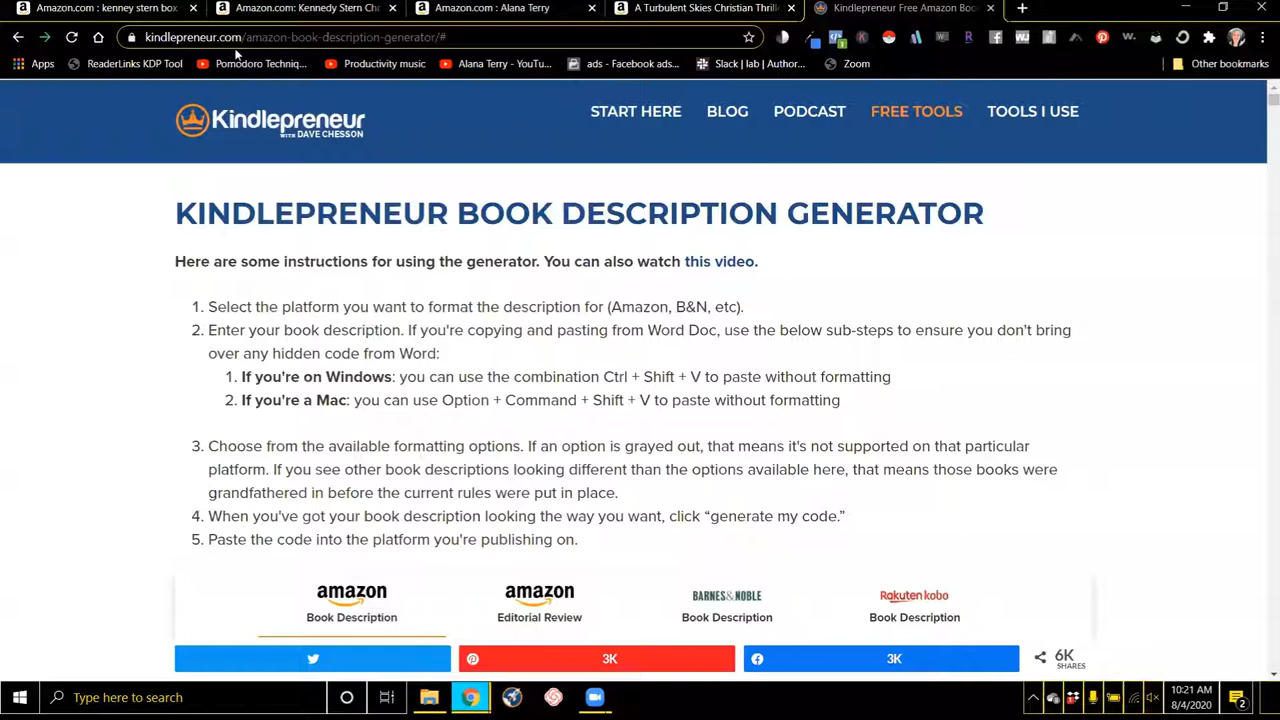 Amazon.com : kenney stern box
Amazon.com: Kennedy Stern Chr
Amazon.com : Alana Terry
A Turbulent Skies Christian Thrille
Kindlepreneur Free Amazon Boo
kindlepreneur.com/amazon-book-description-generator/#
Apps
ReaderLinks KDP Tool
Pomodoro Techniq...
Productivity music
Alana Terry - YouTu...
ads - Facebook ads...
Slack | lab | Author...
Zoom
Other bookmarks
Kindlepreneur
WITH DAVE CHESSON
START HERE
BLOG
PODCAST
FREE TOOLS
TOOLS I USE
KINDLEPRENEUR BOOK DESCRIPTION GENERATOR
Here are some instructions for using the generator. You can also watch this video.
1. Select the platform you want to format the description for (Amazon, B&N, etc).
2. Enter your book description. If you're copying and pasting from Word Doc, use the below sub-steps to ensure you don't bring
over any hidden code from Word:
1. If you're on Windows: you can use the combination Ctrl + Shift + V to paste without formatting
2. If you're a Mac: you can use Option + Command + Shift + V to paste without formatting
3. Choose from the available formatting options. If an option is grayed out, that means it's not supported on that particular
platform. If you see other book descriptions looking different than the options available here, that means those books were
grandfathered in before the current rules were put in place.
4. When you've got your book description looking the way you want, click “generate my code.”
5. Paste the code into the platform you're publishing on.
amazon
Book Description
amazon
Editorial Review
BARNES&NOBLE
Book Description
Rakuten kobo
Book Description
3K
3K
6K
SHARES
Type here to search
10:21 AM
8/4/2020
2